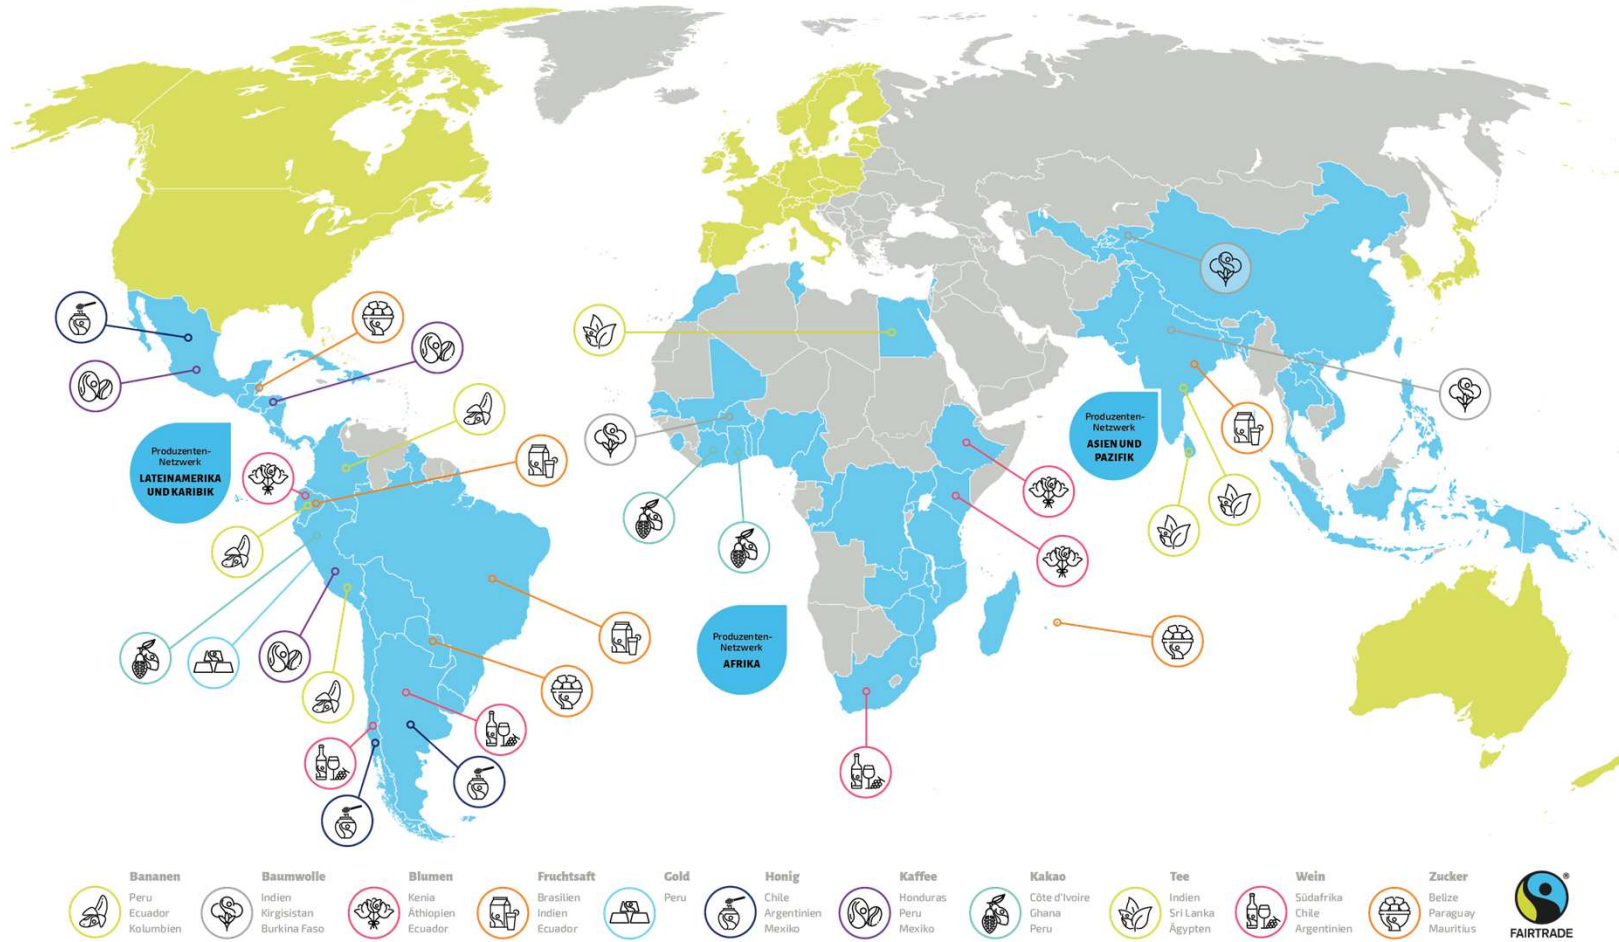 Produzenten-
Netzwerk
LATEINAMERIKA
UND KARIBIK
Produzenten-
Netzwerk
AFRIKA
Produzenten-
Netzwerk
ASIEN UND
PAZIFIK
Bananen
Peru
Ecuador
Kolumbien
Baumwolle
Indien
Kirgisistan
Burkina Faso
Blumen
Kenia
Äthiopien
Ecuador
Fruchtsaft
Brasilien
Indien
Ecuador
Gold
Peru
Honig
Chile
Argentinien
Mexiko
Kaffee
Honduras
Peru
Mexiko
Kakao
Côte d'Ivoire
Ghana
Peru
Tee
Indien
Sri Lanka
Ägypten
Wein
Südafrika
Chile
Argentinien
Zucker
Belize
Paraguay
Mauritius
®
FAIRTRADE